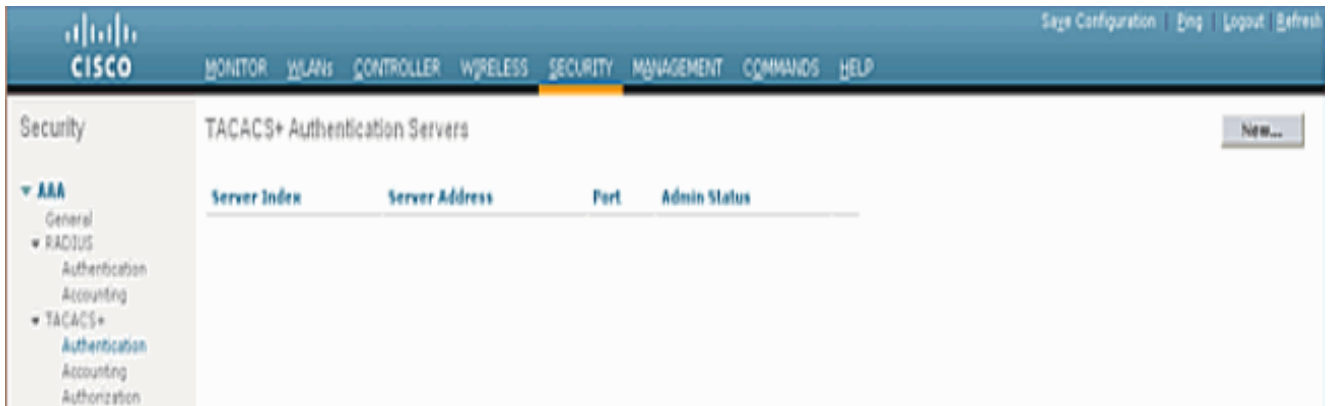 Save Configuration | Ping | Logout | Refresh
CISCO
MONITOR WLANs CONTROLLER WIRELESS SECURITY MANAGEMENT COMMANDS HELP
Security
TACACS+ Authentication Servers
New...
AAA
General
RADIUS
Authentication
Accounting
TACACS+
Authentication
Accounting
Authorization
Server Index Server Address Port Admin Status